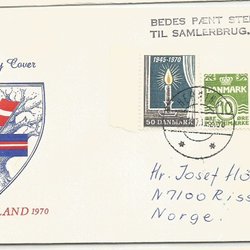 BEDES PÆNT STE
TIL SAMLERBRUG.
y Cover
1945-1970
50 DANMARK
DANMARK
10
ØRE
LAND 1970
Hr. Josef
N7100 Riss
Norge.